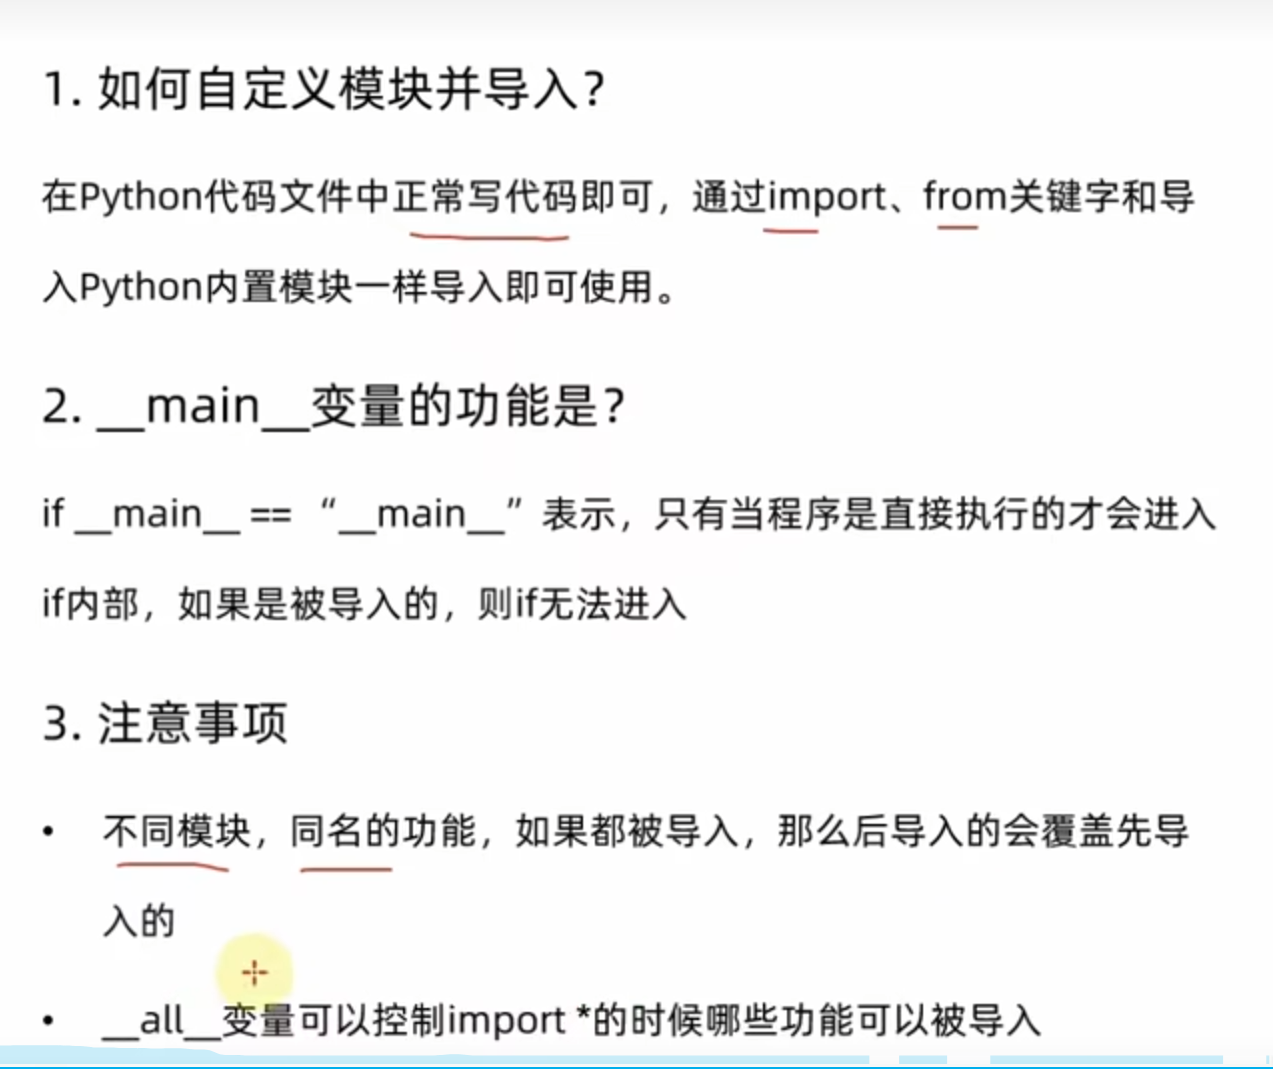 1. 如何自定义模块并导入？
在Python代码文件中正常写代码即可，通过import、from关键字和导
入Python内置模块一样导入即可使用。
2. __main__变量的功能是？
if __main__ == “__main__”表示，只有当程序是直接执行的才会进入
if内部，如果是被导入的，则if无法进入
3. 注意事项
• 不同模块，同名的功能，如果都被导入，那么后导入的会覆盖先导
入的
• __all__变量可以控制import *的时候哪些功能可以被导入